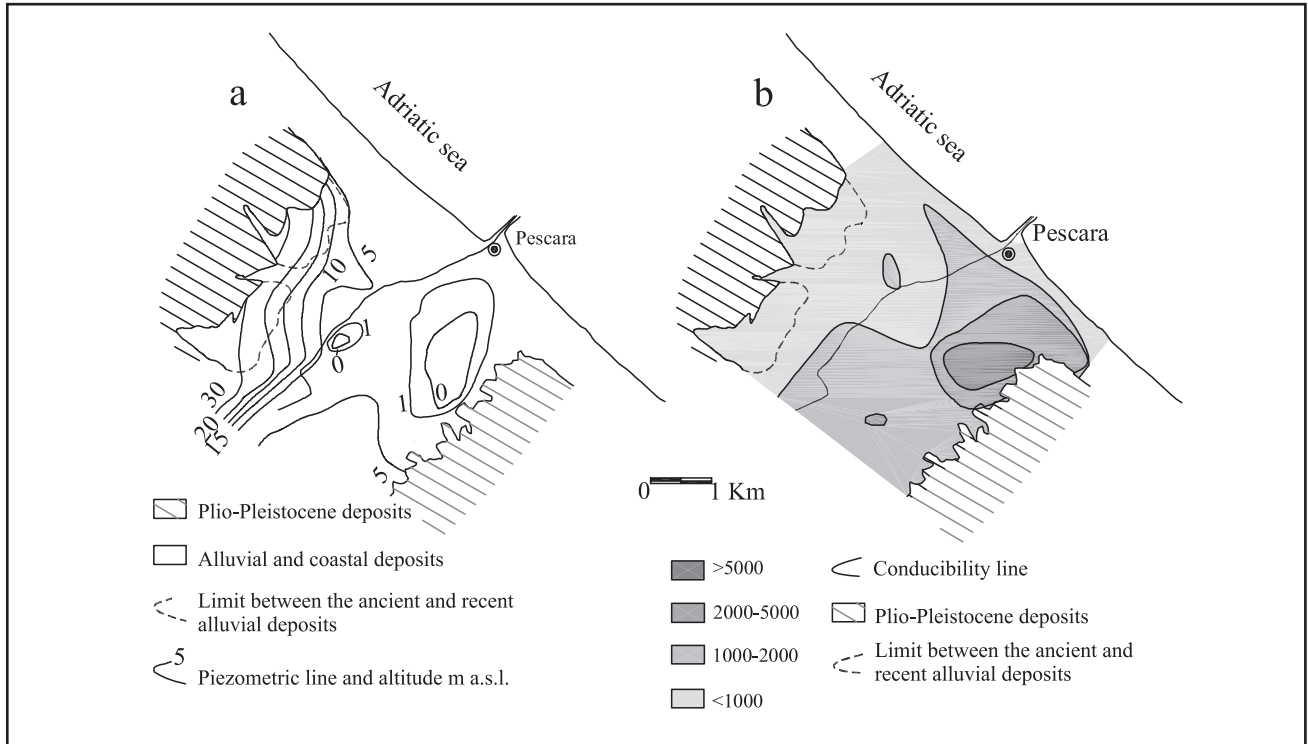 a
Adriatic sea
Pescara
5
10
1
0
30
20
15
1
0
5
Plio-Pleistocene deposits
Alluvial and coastal deposits
Limit between the ancient and recent
alluvial deposits
5
Piezometric line and altitude m a.s.l.
b
Adriatic sea
Pescara
0 1 Km
>5000
2000-5000
1000-2000
<1000
Conducibility line
Plio-Pleistocene deposits
Limit between the ancient and
recent alluvial deposits